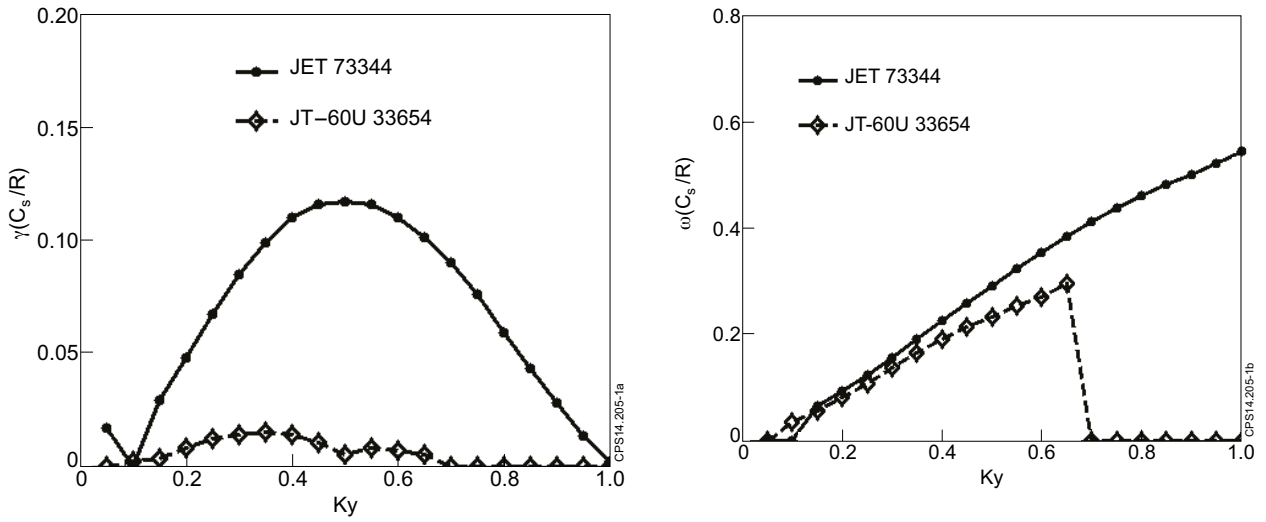 0.20
0.15
0.10
0.05
0
γ(Cs/R)
JET 73344
JT–60U 33654
0
0.2
0.4
0.6
0.8
1.0
Ky
CPS14.205-1a
0.8
0.6
0.4
0.2
0
ω(Cs/R)
JET 73344
JT-60U 33654
0.2
0.4
0.6
0.8
1.0
Ky
CPS14.205-1b